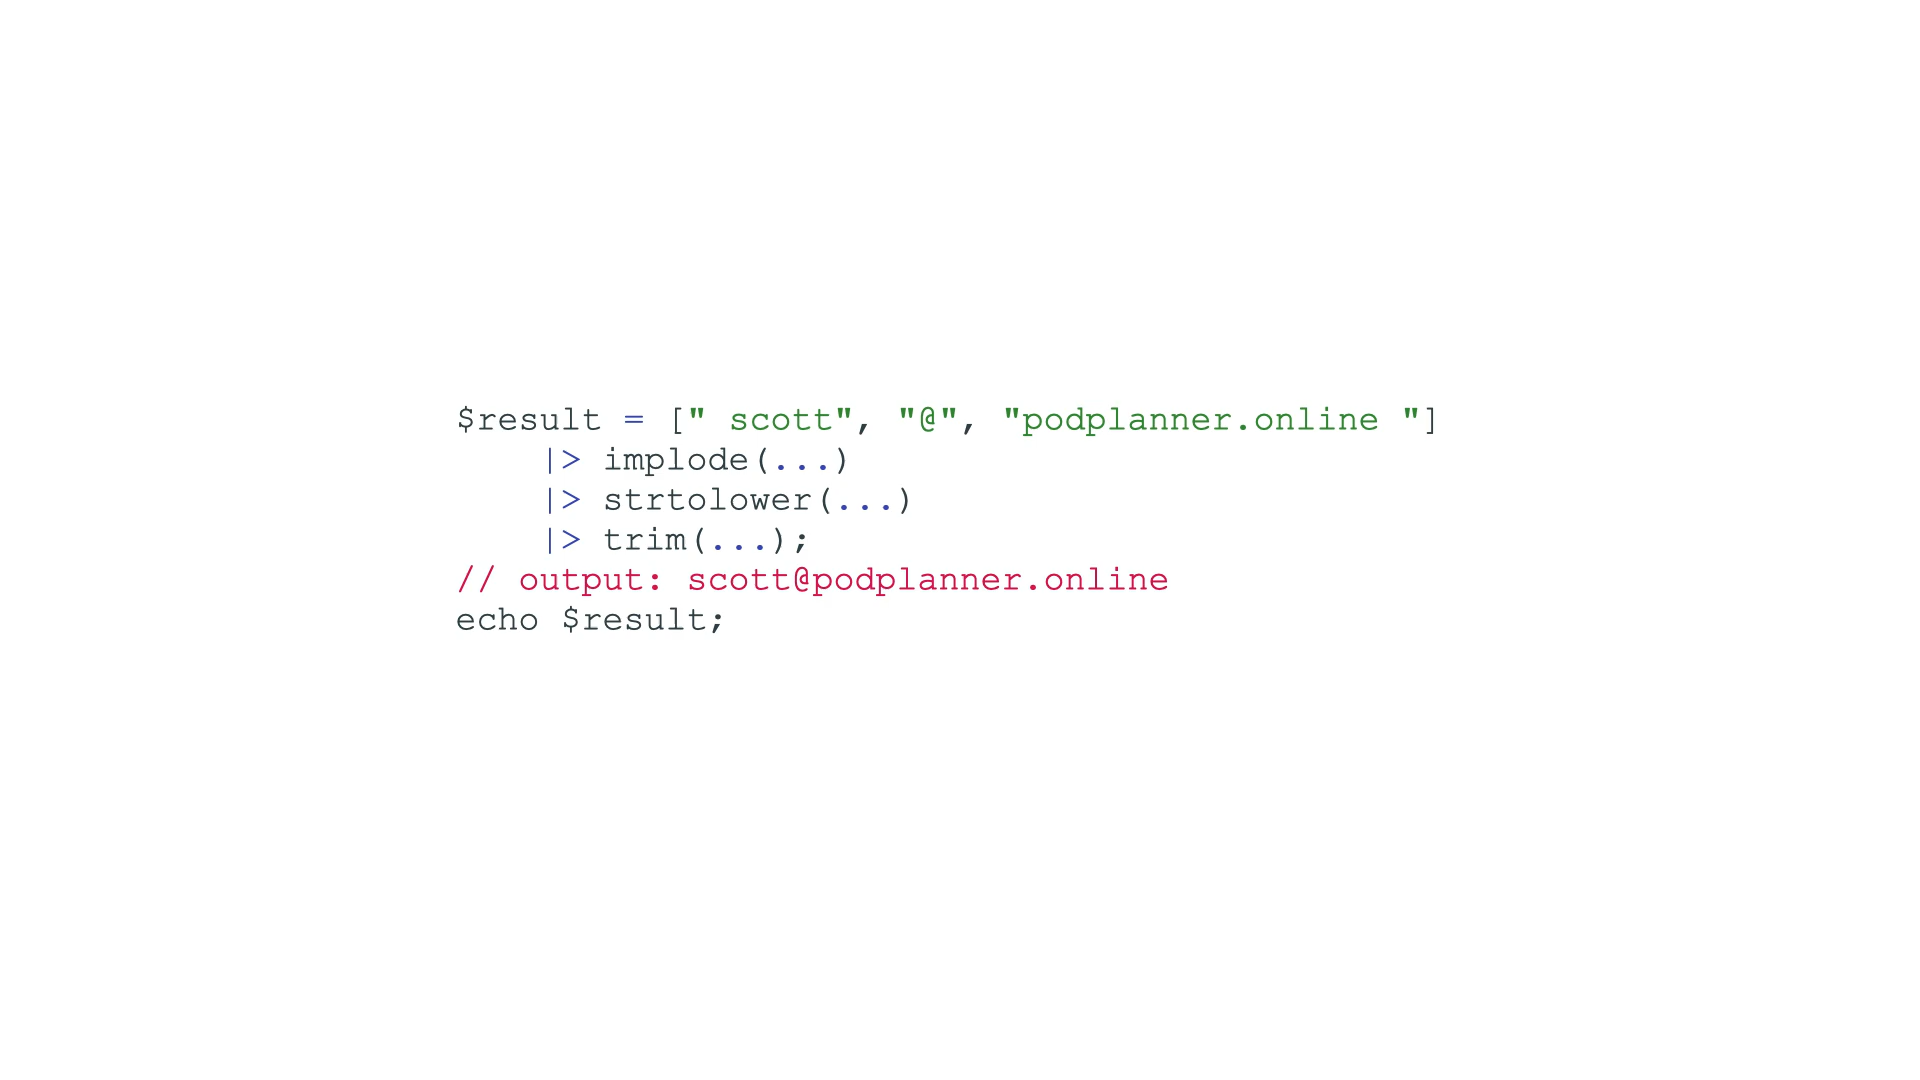 $result = [" scott", "@", "podplanner.online "]
    |> implode(...)
    |> strtolower(...)
    |> trim(...);
// output: scott@podplanner.online
echo $result;